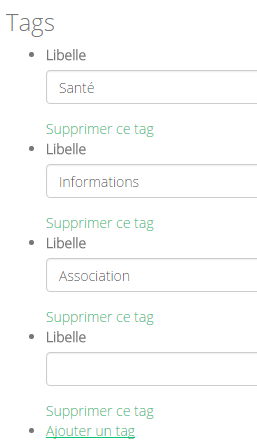 Tags
Libelle
Santé
Supprimer ce tag
Libelle
Informations
Supprimer ce tag
Libelle
Association
Supprimer ce tag
Libelle
Supprimer ce tag
Ajouter un tag